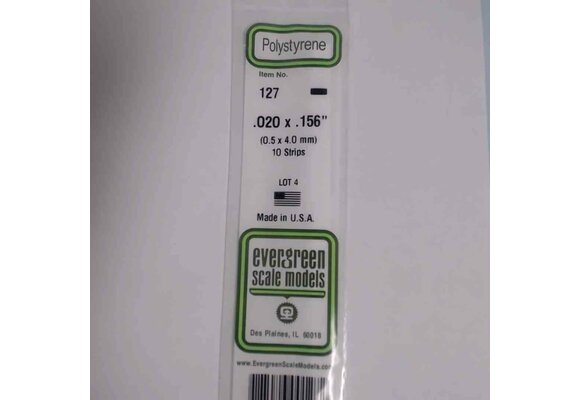 Polystyrene
Item No.
127
.020 x .156"
(0.5 x 4.0 mm)
10 Strips
LOT 4
Made in U.S.A.
evergreen
scale models
Des Plaines, IL 60018
www.EvergreenScaleModels.com